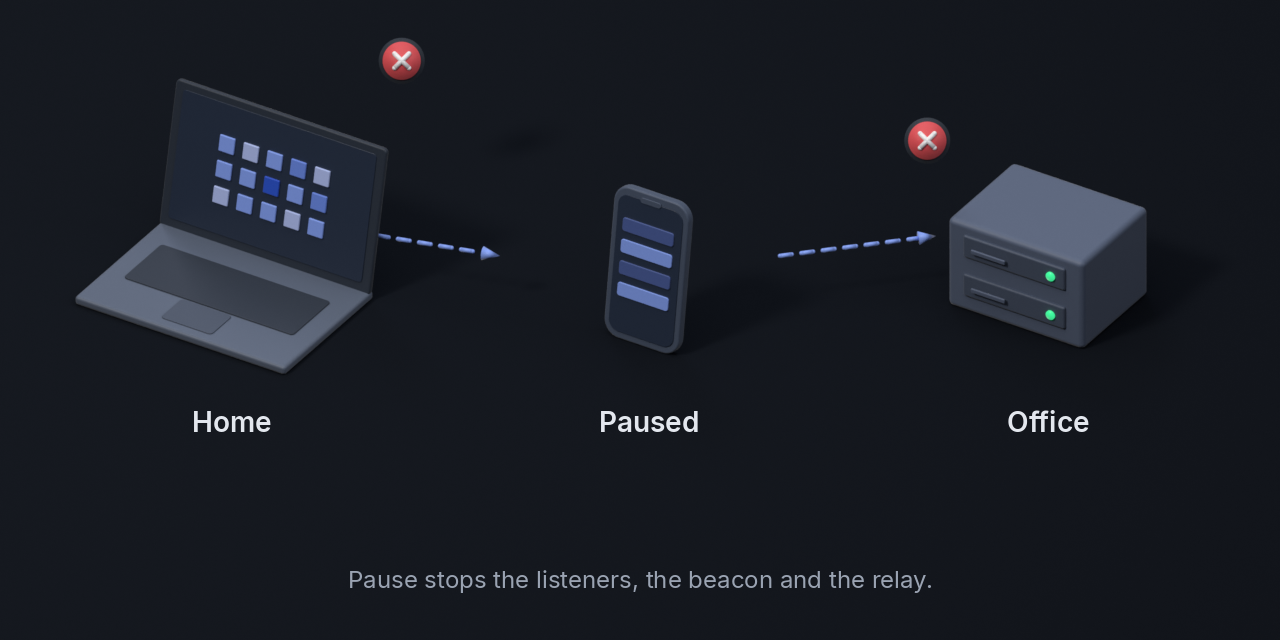 Home
Paused
Office
Pause stops the listeners, the beacon and the relay.